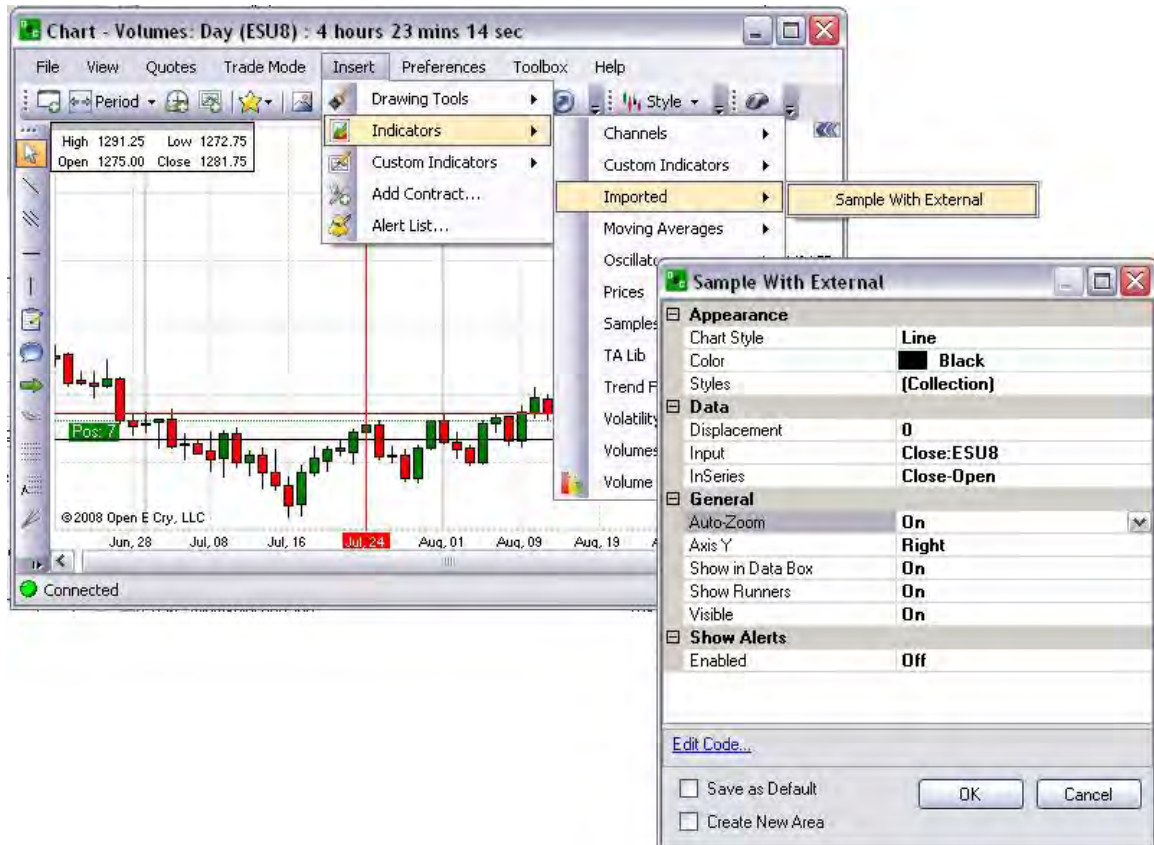 Chart - Volumes: Day (ESU8) : 4 hours 23 mins 14 sec
File View Quotes Trade Mode Insert Preferences Toolbox Help
Period Style
High 1291.25 Low 1272.75
Open 1275.00 Close 1281.75
Drawing Tools
Indicators
Custom Indicators
Add Contract...
Alert List...
Channels
Custom Indicators
Imported
Moving Averages
Prices
Samples
TA Lib
Volatility
Volumes
Volume
Sample With External
Pos: 7
©2008 Open E Cry, LLC
Jun, 28 Jul, 08 Jul, 16 Jul, 24 Aug, 01 Aug, 09 Aug, 19
Connected
Sample With External
Appearance
Chart Style Line
Color Black
Styles (Collection)
Data
Displacement 0
Input Close:ESU8
InSeries Close-Open
General
Auto-Zoom On
Axis Y Right
Show in Data Box On
Show Runners On
Visible On
Show Alerts
Enabled Off
Edit Code...
Save as Default
Create New Area
OK Cancel